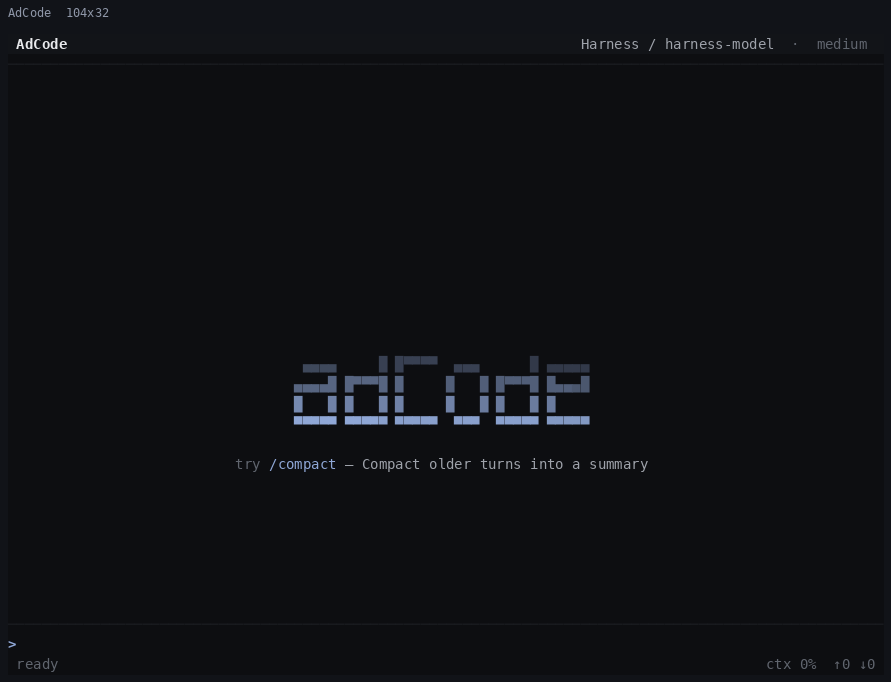 AdCode  104x32
AdCode
Harness / harness-model · medium
adCode
try /compact — Compact older turns into a summary
>
ready
ctx 0% ↑0 ↓0